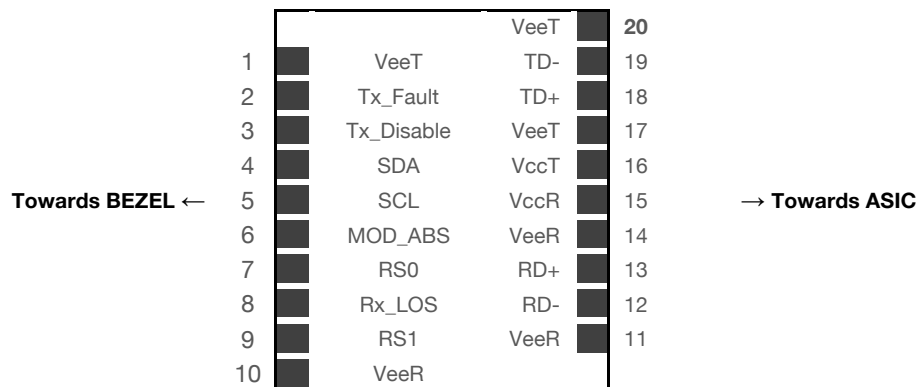 VeeT 20
1 VeeT TD- 19
2 Tx_Fault TD+ 18
3 Tx_Disable VeeT 17
4 SDA VccT 16
Towards BEZEL ← 5 SCL VccR 15 → Towards ASIC
6 MOD_ABS VeeR 14
7 RS0 RD+ 13
8 Rx_LOS RD- 12
9 RS1 VeeR 11
10 VeeR